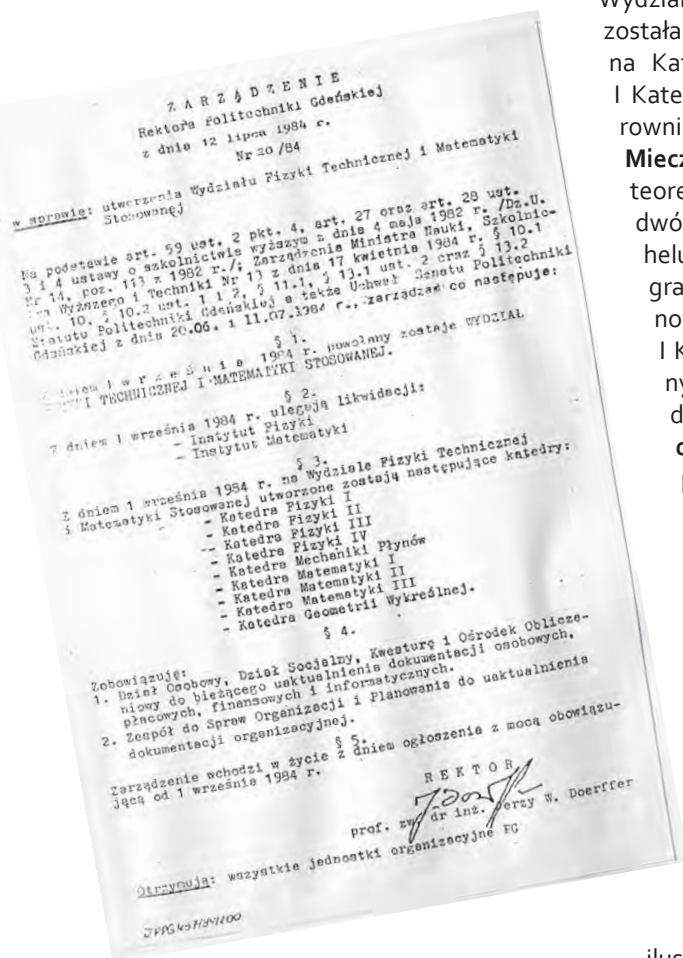 Z A R Z Ą D Z E N I E
Rektora Politechniki Gdańskiej
z dnia 12 lipca 1984 r.
Nr 20/84
w sprawie: utworzenia Wydziału Fizyki Technicznej i Matematyki
Stosowanej
Na podstawie art. 59 ust. 2 pkt. 4, art. 27 oraz art. 28 ust.
3 i 4 ustawy o szkolnictwie wyższym z dnia 4 maja 1982 r. /Dz.U.
Nr 14, poz. 113 z 1982 r./; Zarządzenia Ministra Nauki, Szkolnic-
twa Wyższego i Techniki Nr 13 z dnia 17 kwietnia 1984 r. § 10.1
ust. 10, § 10.2 ust. 1 i 2, § 11.1, § 13.1 ust. 2 oraz § 13.2
Statutu Politechniki Gdańskiej a także Uchwał Senatu Politechniki
Gdańskiej z dnia 20.06. i 11.07.1984 r., zarządzam co następuje:
§ 1.
Z dniem 1 w r z e ś n i a 1984 r. powołany zostaje WYDZIAŁ
FIZYKI TECHNICZNEJ I MATEMATYKI STOSOWANEJ.
§ 2.
Z dniem 1 września 1984 r. ulegają likwidacji:
- Instytut Fizyki
- Instytut Matematyki
§ 3.
Z dniem 1 września 1984 r. na Wydziale Fizyki Technicznej
i Matematyki Stosowanej utworzone zostają następujące katedry:
- Katedra Fizyki I
- Katedra Fizyki II
-- Katedra Fizyki III
- Katedra Fizyki IV
- Katedra Mechaniki Płynów
- Katedra Matematyki I
- Katedra Matematyki II
- Katedra Matematyki III
- Katedra Geometrii Wykreślnej.
§ 4.
Zobowiązuję:
1. Dział Osobowy, Dział Socjalny, Kwesturę i Ośrodek Oblicze-
niowy do bieżącego uaktualnienia dokumentacji osobowych,
płacowych, finansowych i informatycznych.
2. Zespół do Spraw Organizacji i Planowania do uaktualnienia
dokumentacji organizacyjnej.
§ 5.
Zarządzenie wchodzi w życie z dniem ogłoszenia z mocą obowiązu-
jącą od 1 września 1984 r.
R E K T O R
prof. zw. dr inż. Jerzy W. Doerffer
Otrzymują: wszystkie jednostki organizacyjne PG
Wydział
została
na Kat
I Kate
rowni
Miecz
teore
dwó
helu
gra
no
I K
ny
d
ilus